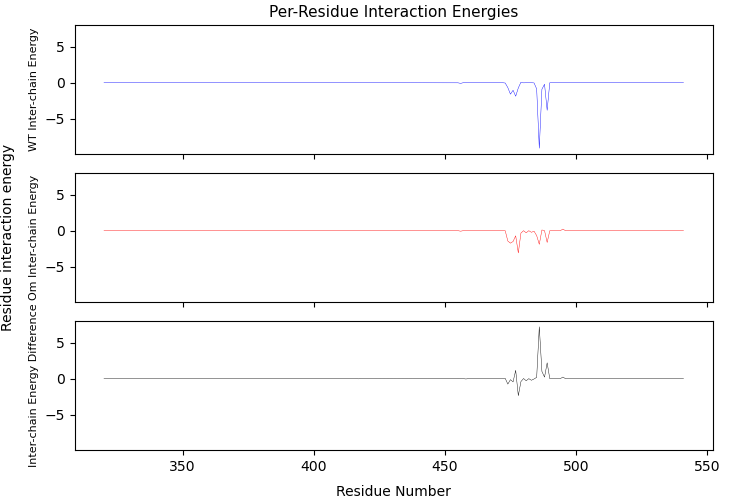 Per-Residue Interaction Energies
Residue interaction energy
WT Inter-chain Energy
5
0
−5
Om Inter-chain Energy
5
0
−5
Inter-chain Energy Difference
5
0
−5
350
400
450
500
550
Residue Number